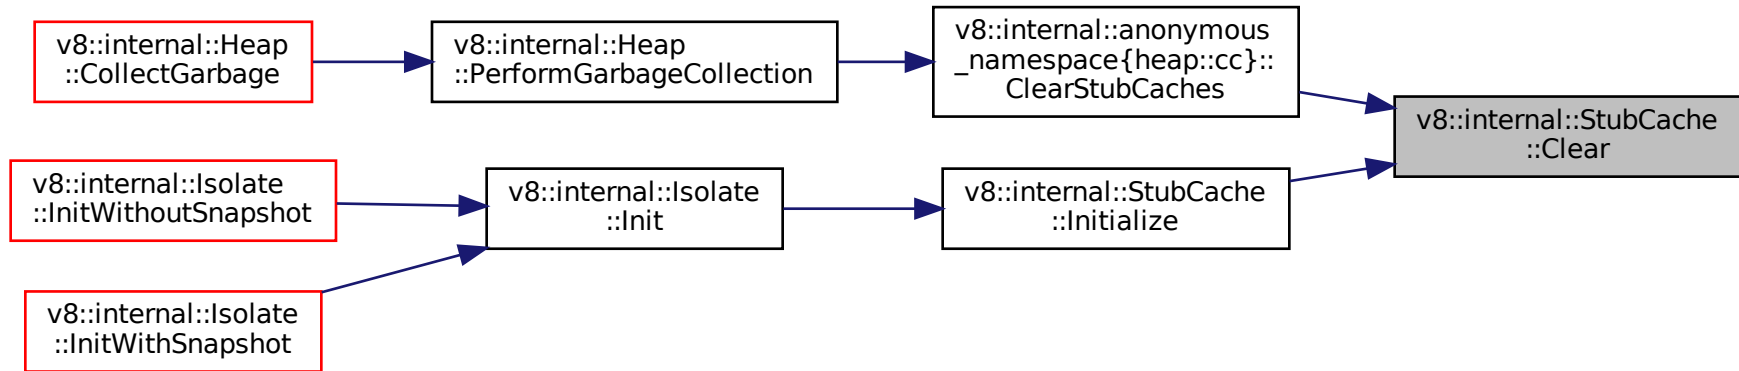 v8::internal::Heap
::CollectGarbage
v8::internal::Heap
::PerformGarbageCollection
v8::internal::anonymous
_namespace{heap::cc}::
ClearStubCaches
v8::internal::StubCache
::Clear
v8::internal::Isolate
::InitWithoutSnapshot
v8::internal::Isolate
::Init
v8::internal::StubCache
::Initialize
v8::internal::Isolate
::InitWithSnapshot